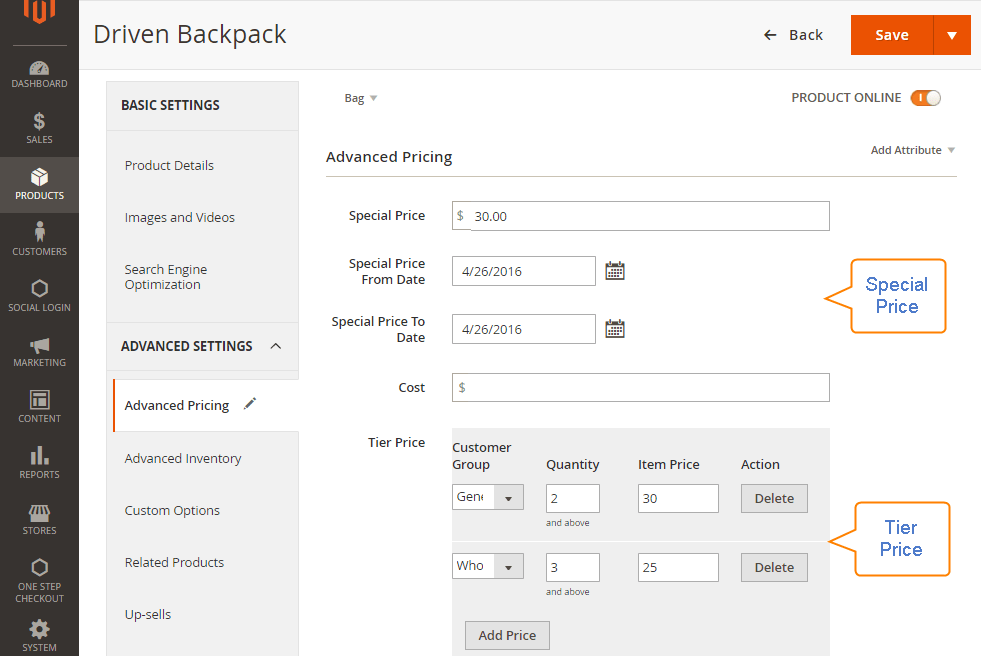 Driven Backpack
Back
Save
DASHBOARD
SALES
PRODUCTS
CUSTOMERS
SOCIAL LOGIN
MARKETING
CONTENT
REPORTS
STORES
ONE STEP
CHECKOUT
SYSTEM
BASIC SETTINGS
Product Details
Images and Videos
Search Engine
Optimization
ADVANCED SETTINGS
Advanced Pricing
Advanced Inventory
Custom Options
Related Products
Up-sells
Bag
PRODUCT ONLINE
Advanced Pricing
Add Attribute
Special Price
$ 30.00
Special Price
From Date
4/26/2016
Special Price To
Date
4/26/2016
Special
Price
Cost
$
Tier Price
Customer
Group
Quantity
Item Price
Action
Gene
2
30
Delete
and above
Who
3
25
Delete
and above
Add Price
Tier
Price